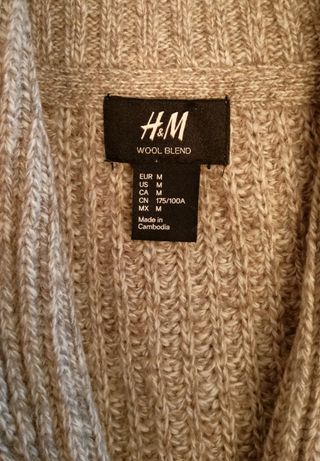 H&M
WOOL BLEND
EUR M
US M
CA M
CN 175/100A
MX M
Made in
Cambodia